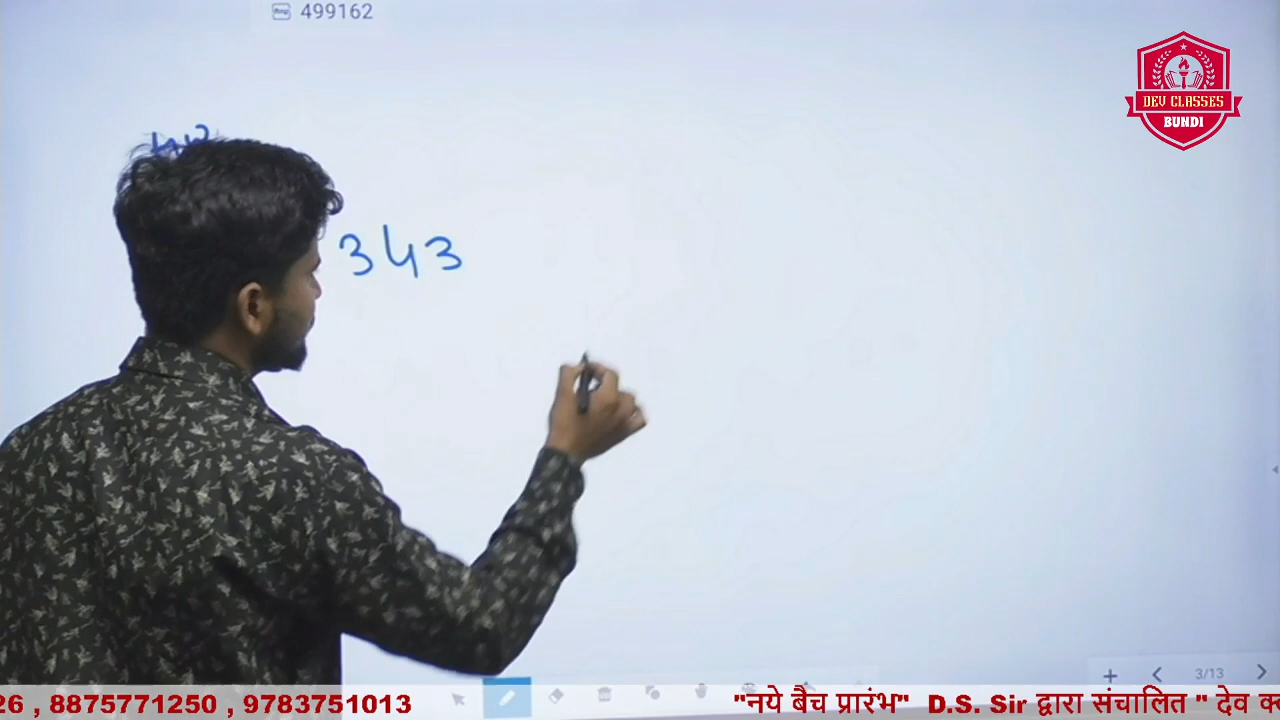 499162
DEV CLASSES
BUNDI
343
3/13
26 , 8875771250 , 9783751013 "नये बैच प्रारंभ" D.S. Sir द्वारा संचालित " देव क